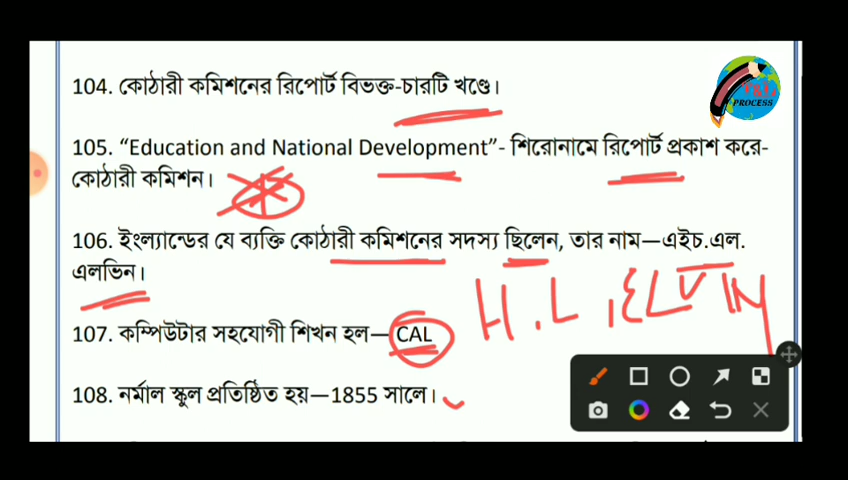 104. কোঠারী কমিশনের রিপোর্ট বিভক্ত-চারটি খণ্ডে।
105. “Education and National Development”- শিরোনামে রিপোর্ট প্রকাশ করে-
কোঠারী কমিশন।
106. ইংল্যান্ডের যে ব্যক্তি কোঠারী কমিশনের সদস্য ছিলেন, তার নাম—এইচ.এল.
এলভিন।
H.L.ELVIN
107. কম্পিউটার সহযোগী শিখন হল—CAL
108. নর্মাল স্কুল প্রতিষ্ঠিত হয়—1855 সালে।
PROCESS